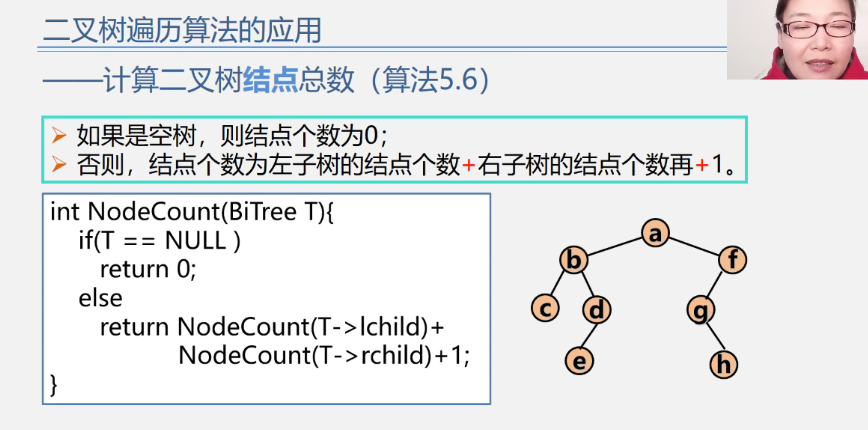 二叉树遍历算法的应用
——计算二叉树结点总数（算法5.6）
➢ 如果是空树，则结点个数为0；
➢ 否则，结点个数为左子树的结点个数+右子树的结点个数再+1。
int NodeCount(BiTree T){
if(T == NULL )
return 0;
else
return NodeCount(T->lchild)+
NodeCount(T->rchild)+1;
}
a
b
f
c
d
g
e
h